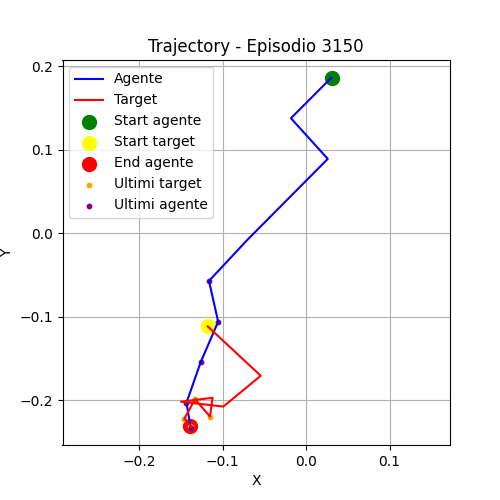 Trajectory - Episodio 3150
Agente
Target
Start agente
Start target
End agente
Ultimi target
Ultimi agente
0.2
0.1
0.0
−0.1
−0.2
Y
−0.2
−0.1
0.0
0.1
X